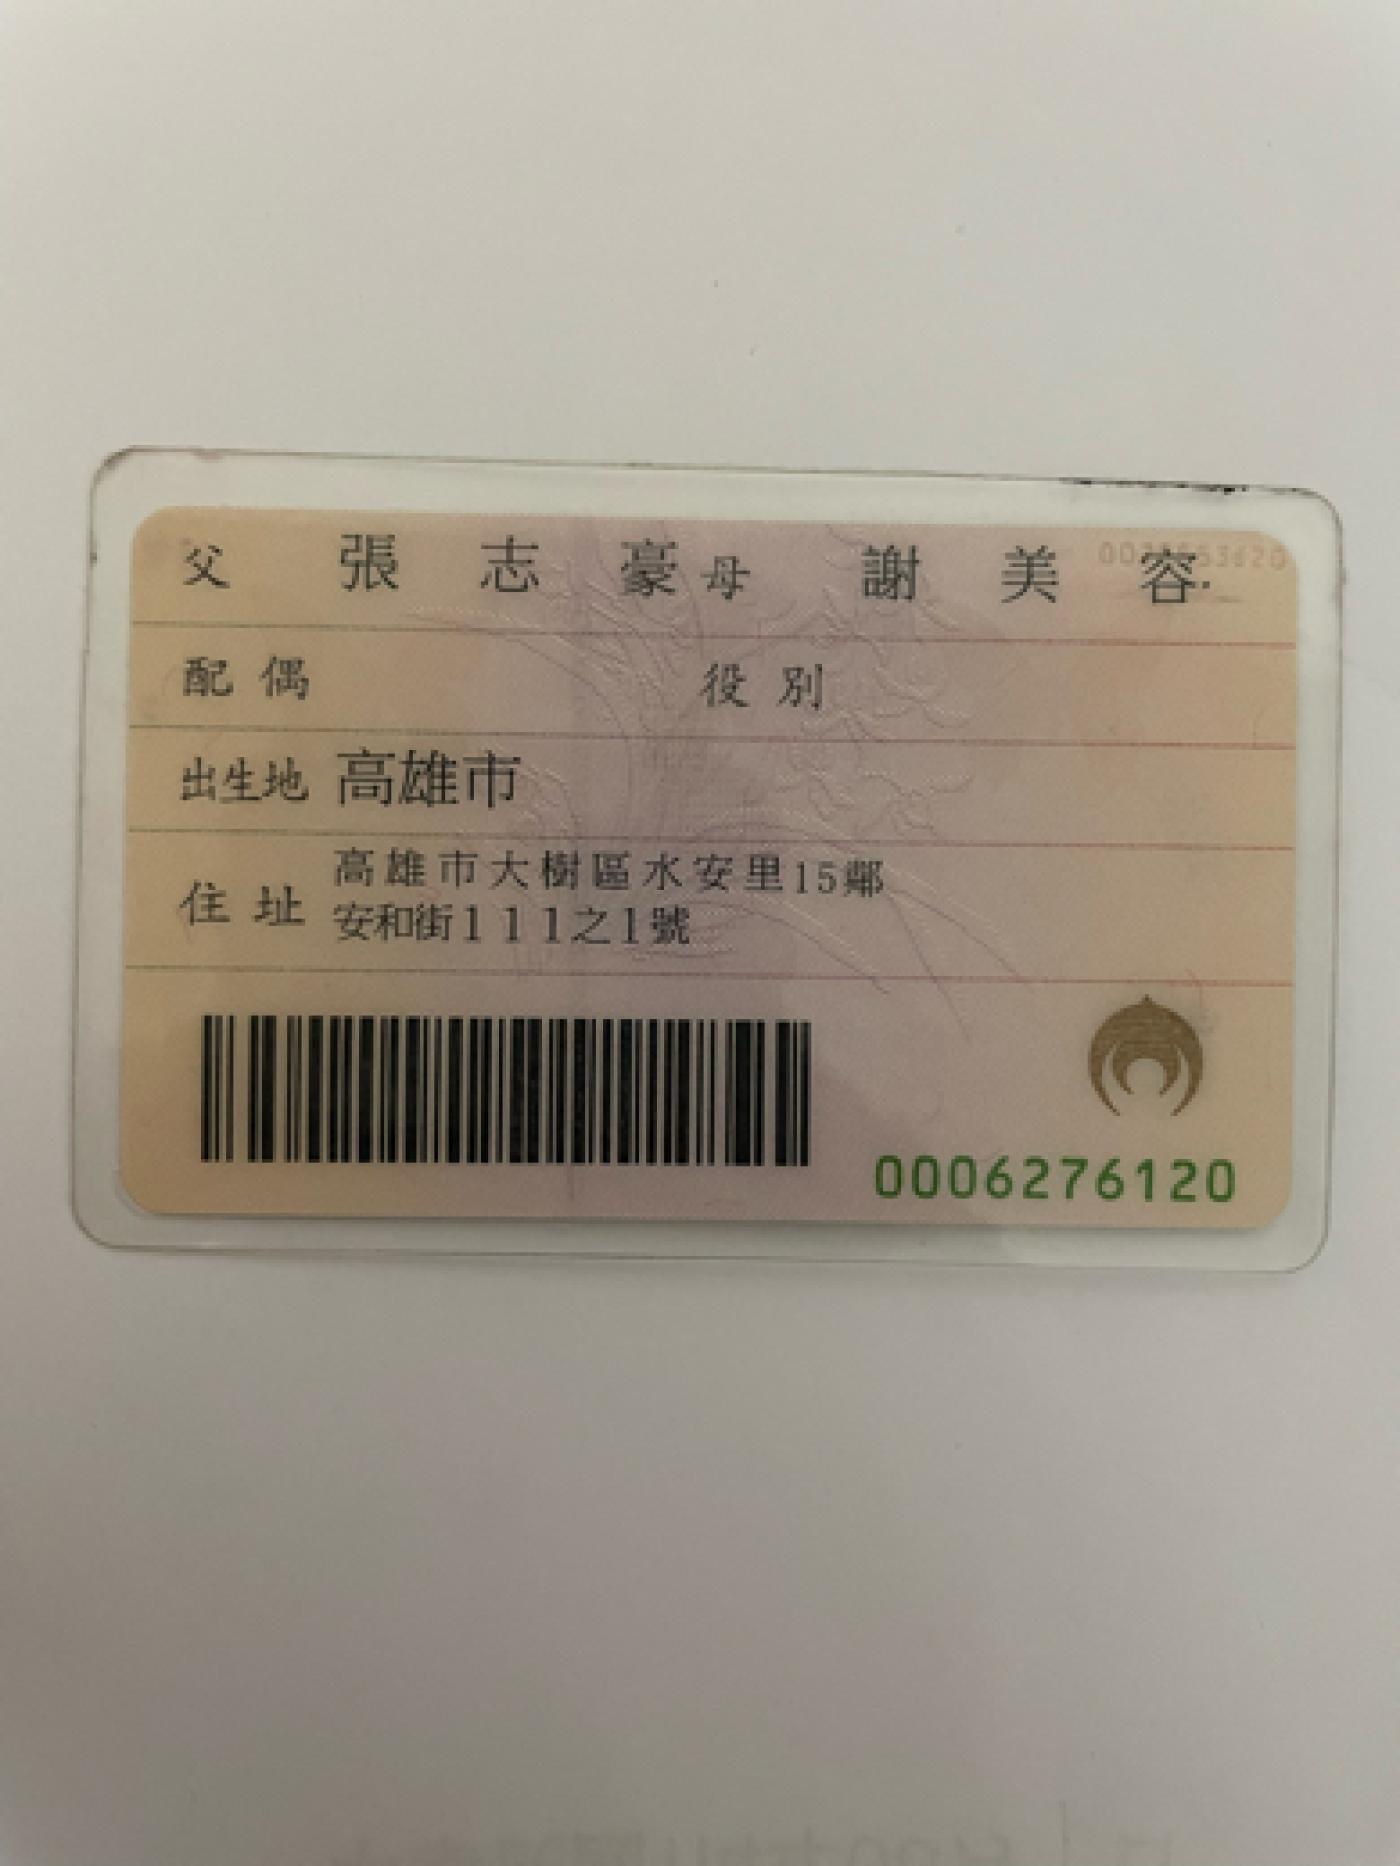 父 張志豪 母 謝美容
配偶 役別
出生地 高雄市
住址 高雄市大樹區水安里15鄰
安和街111之1號
0006276120